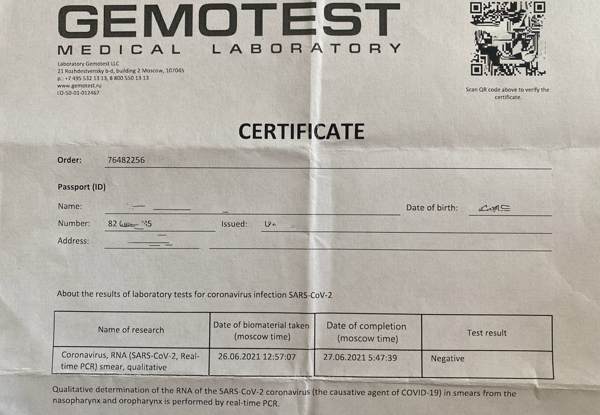 GEMOTEST
MEDICAL LABORATORY
Laboratory Gemotest LLC
21 Rozhdestvensky b-d, building 2 Moscow, 107045
p.: +7 495 532 13 13, 8 800 550 13 13
www.gemotest.ru
LO-50-01-012467
Scan QR code above to verify the
certificate.
CERTIFICATE
Order: 76482256
Passport (ID)
Name:
Date of birth:
Number: 82
Issued:
Address:
About the results of laboratory tests for coronavirus infection SARS-CoV-2
Name of research
Date of biomaterial taken
(moscow time)
Date of completion
(moscow time)
Test result
Coronavirus, RNA (SARS-CoV-2, Real-
time PCR) smear, qualitative
26.06.2021 12:57:07
27.06.2021 5:47:39
Negative
Qualitative determination of the RNA of the SARS-CoV-2 coronavirus (the causative agent of COVID-19) in smears from the
nasopharynx and oropharynx is performed by real-time PCR.